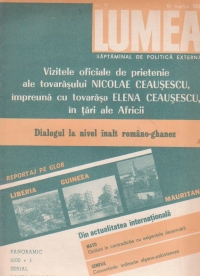 LUMEA
SĂPTĂMÎNAL DE POLITICĂ EXTERNĂ
Vizitele oficiale de prietenie
ale tovarășului NICOLAE CEAUȘESCU,
împreună cu tovarășa ELENA CEAUȘESCU,
în țări ale Africii
Dialogul la nivel înalt româno-ghanez
REPORTAJ PE GLOB
LIBERIA
GUINEEA
MAURITAN
Din actualitatea internațională
NATO
PANORAMIC
SERIAL